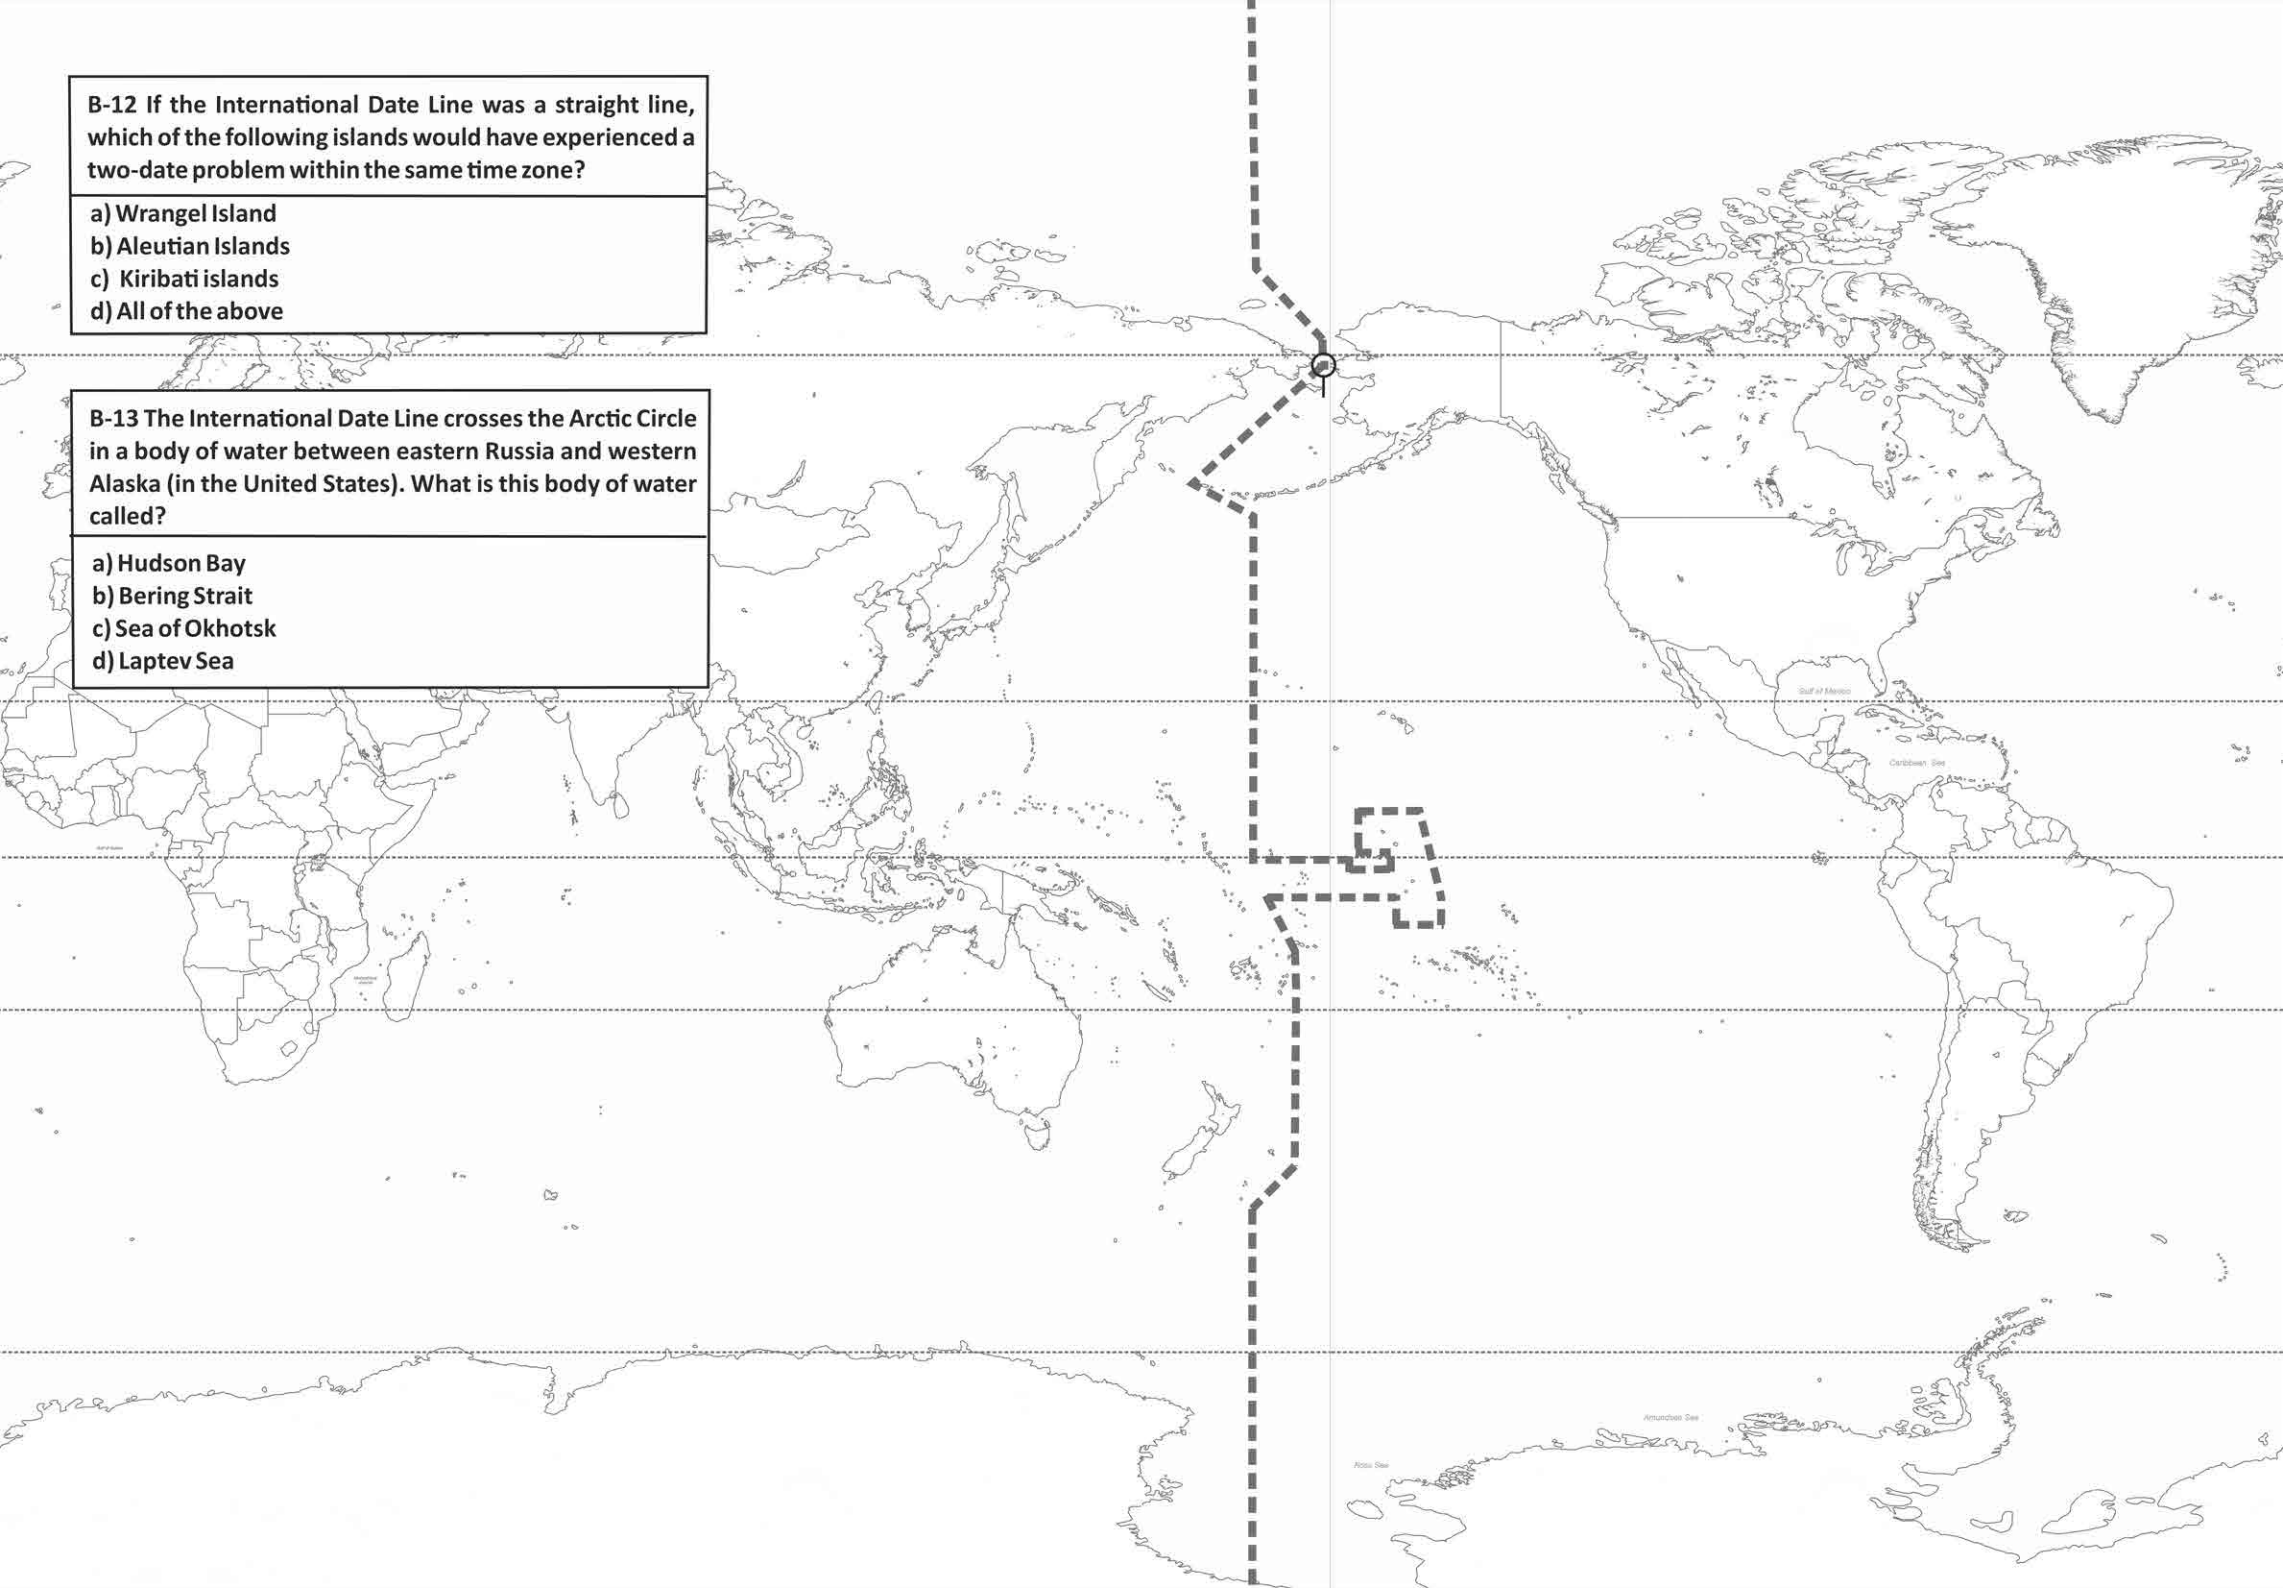 B-12 If the International Date Line was a straight line,
which of the following islands would have experienced a
two-date problem within the same time zone?
a) Wrangel Island
b) Aleutian Islands
c) Kiribati islands
d) All of the above
B-13 The International Date Line crosses the Arctic Circle
in a body of water between eastern Russia and western
Alaska (in the United States). What is this body of water
called?
a) Hudson Bay
b) Bering Strait
c) Sea of Okhotsk
d) Laptev Sea
Gulf of Mexico
Caribbean Sea
Amundsen Sea
Ross Sea